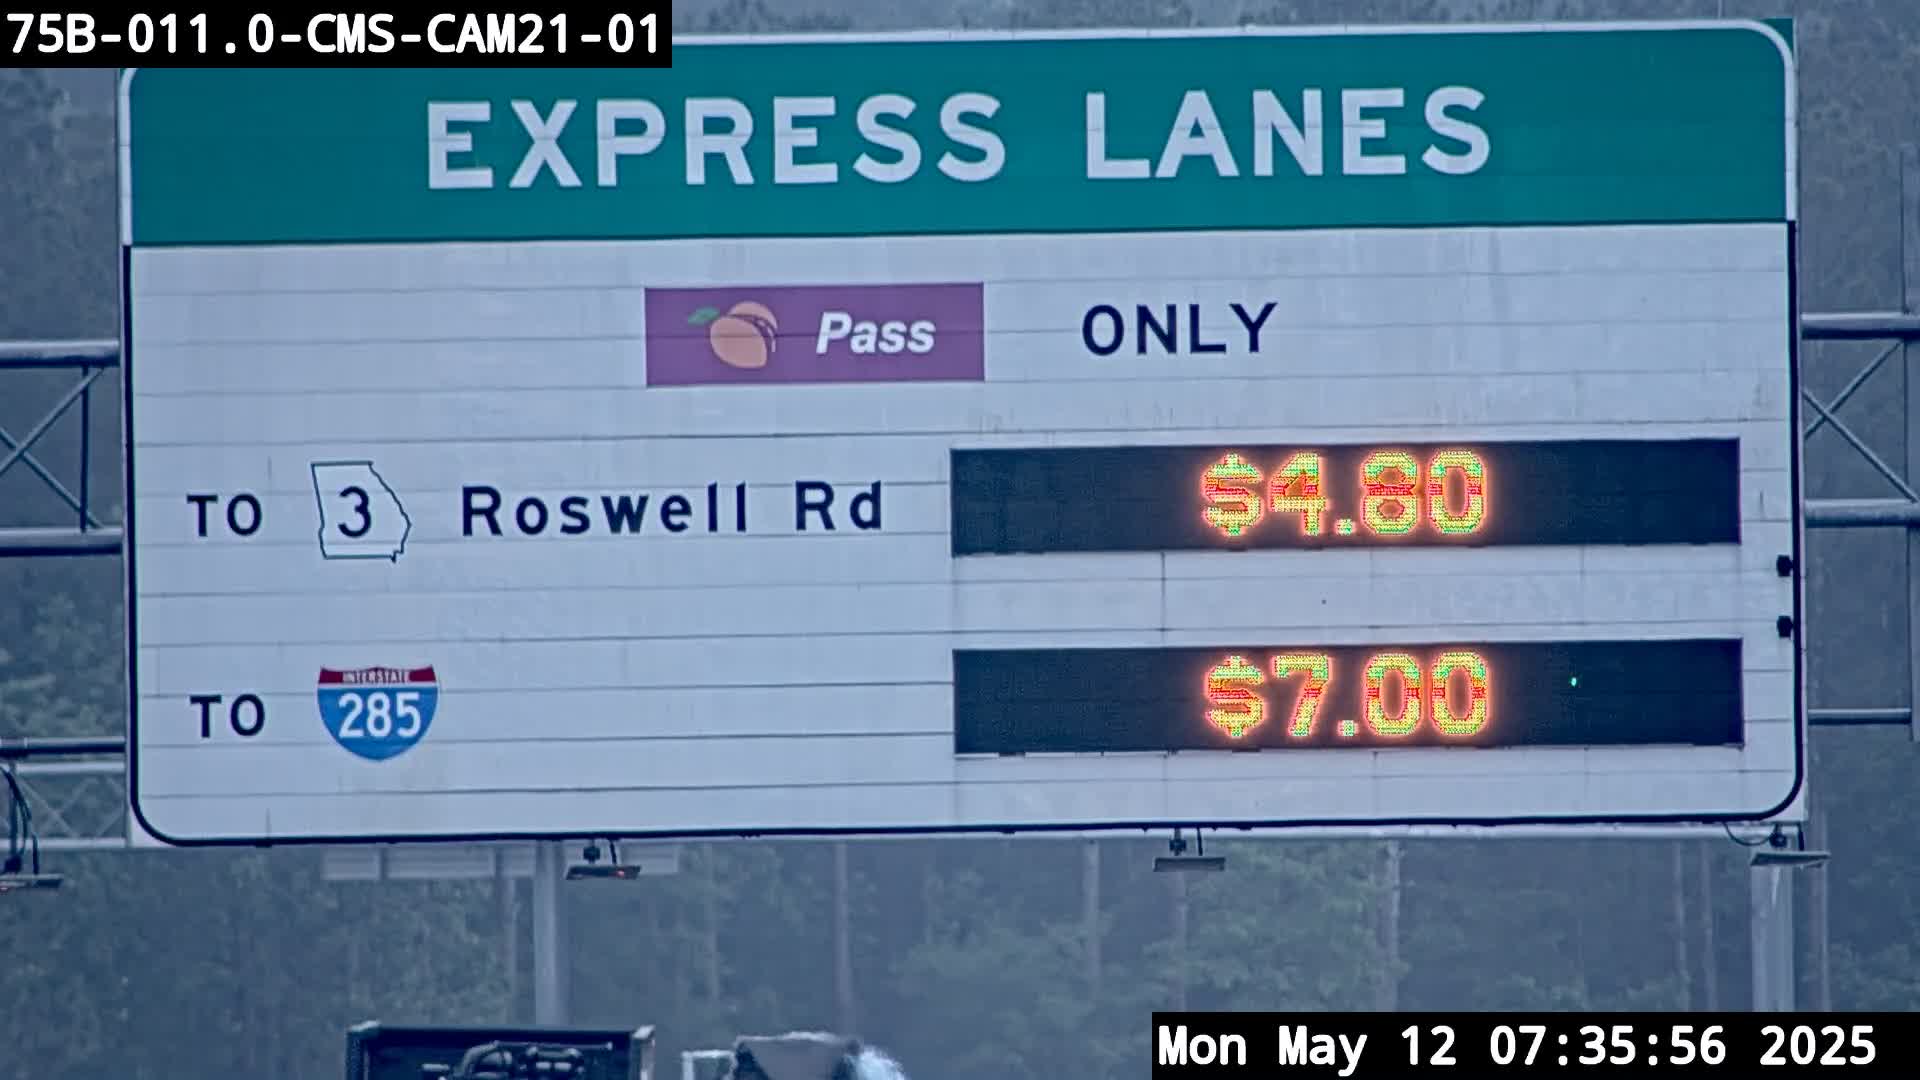 75B-011.0-CMS-CAM21-01
EXPRESS LANES
Pass ONLY
TO 3 Roswell Rd $4.80
TO INTERSTATE 285 $7.00
Mon May 12 07:35:56 2025